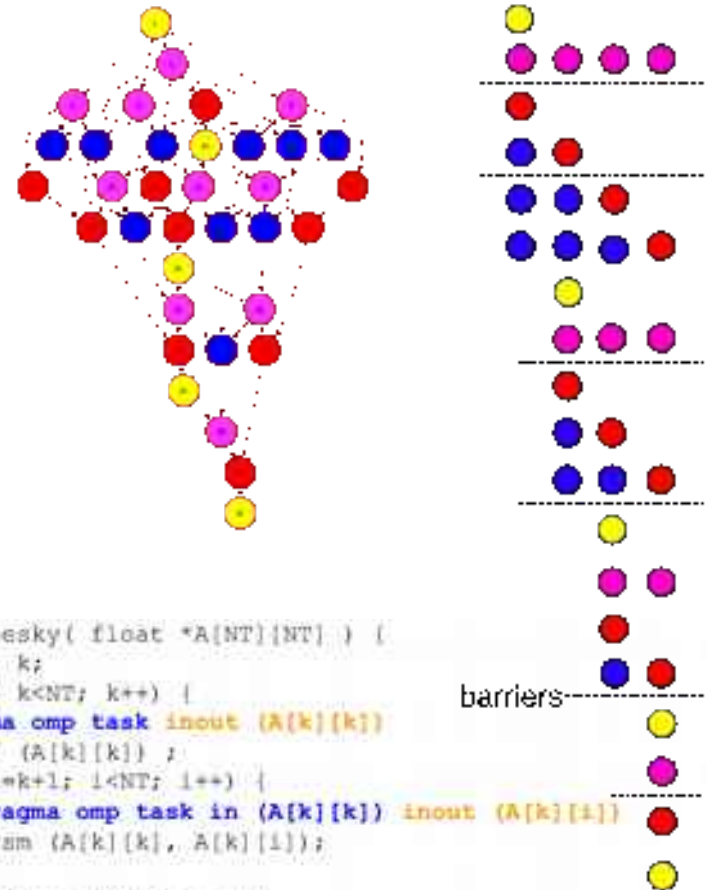 esky( float *A[NT][NT] ) {
k;
k<NT; k++) {
a omp task inout (A[k][k])
(A[k][k]) ;
=k+1; i<NT; i++) {
agma omp task in (A[k][k]) inout (A[k][i])
sm (A[k][k], A[k][i]);
barriers